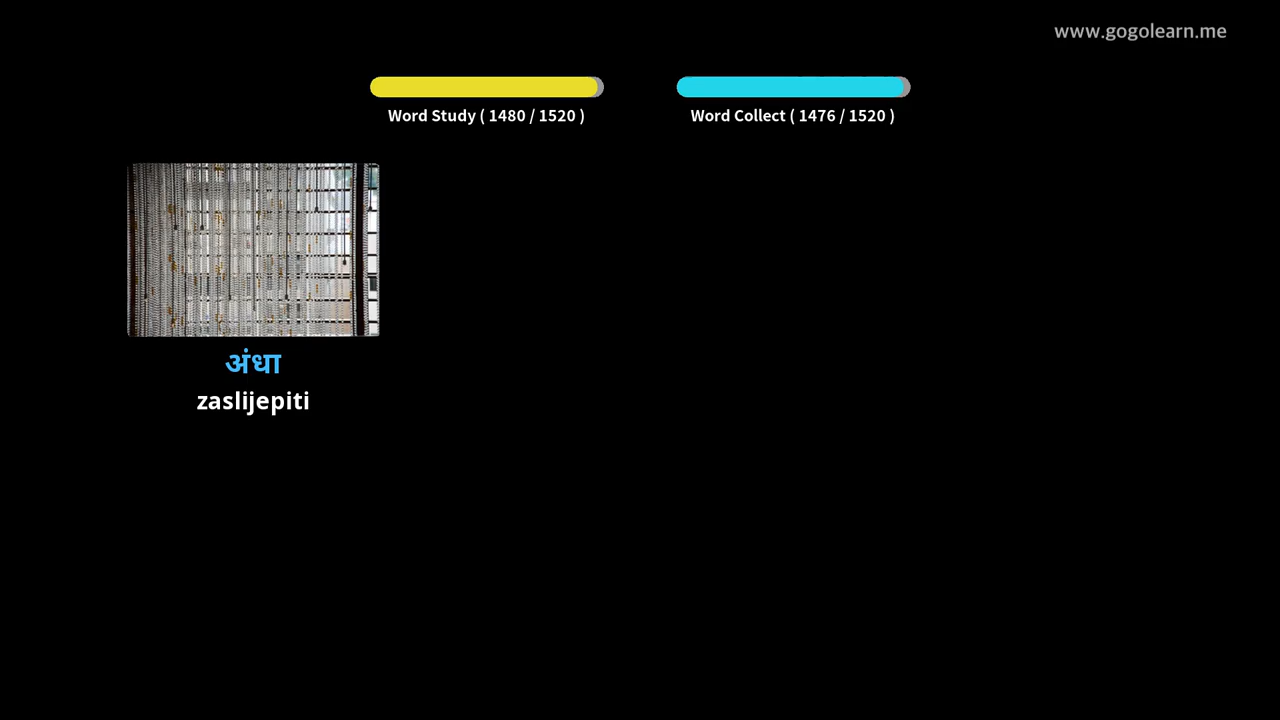 www.gogolearn.me
Word Study ( 1480 / 1520 )
Word Collect ( 1476 / 1520 )
अंधा
zaslijepiti